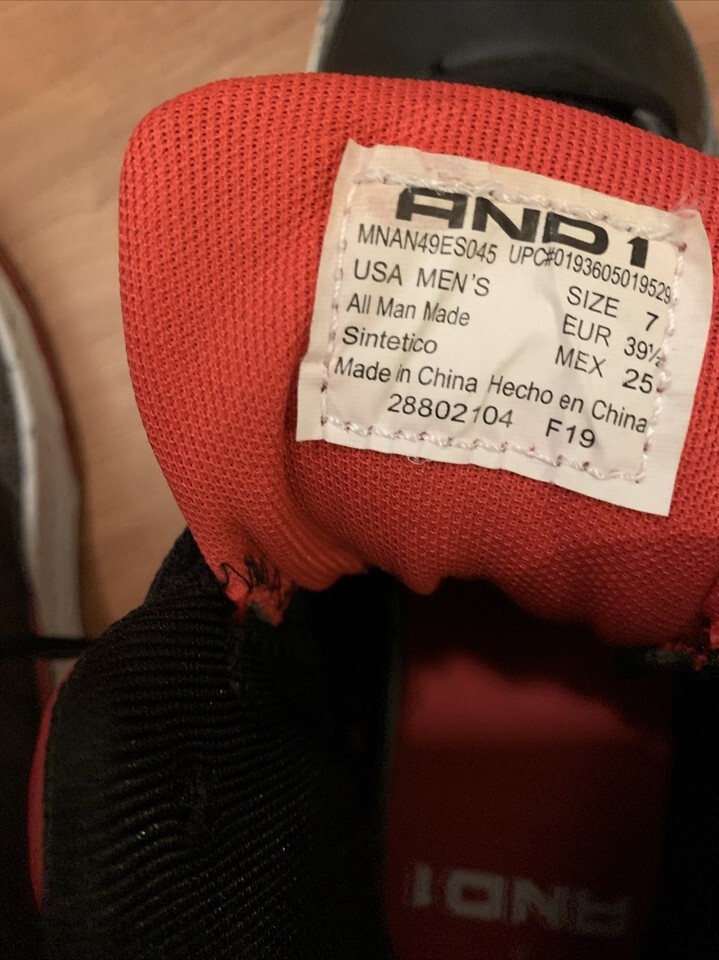 AND1
MNAN49ES045 UPC#0193605019529
USA MEN'S SIZE 7
All Man Made EUR 39½
Sintetico MEX 25
Made in China Hecho en China
28802104 F19
AND1